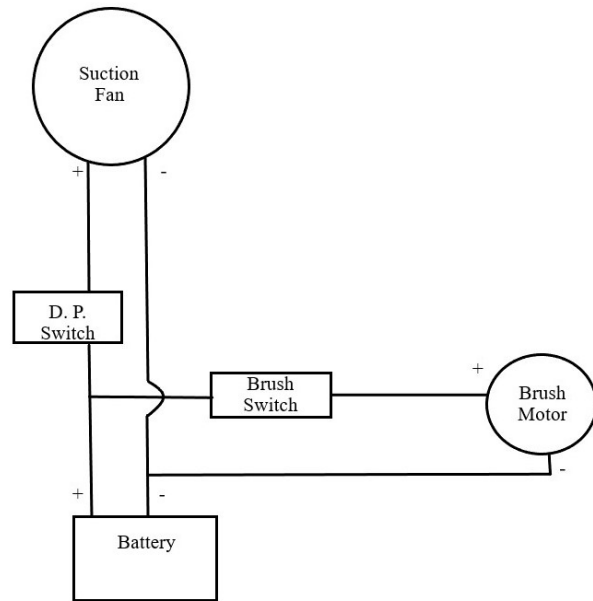 Suction
Fan
+
-
D. P.
Switch
+
Brush
Switch
Brush
Motor
-
+
-
Battery